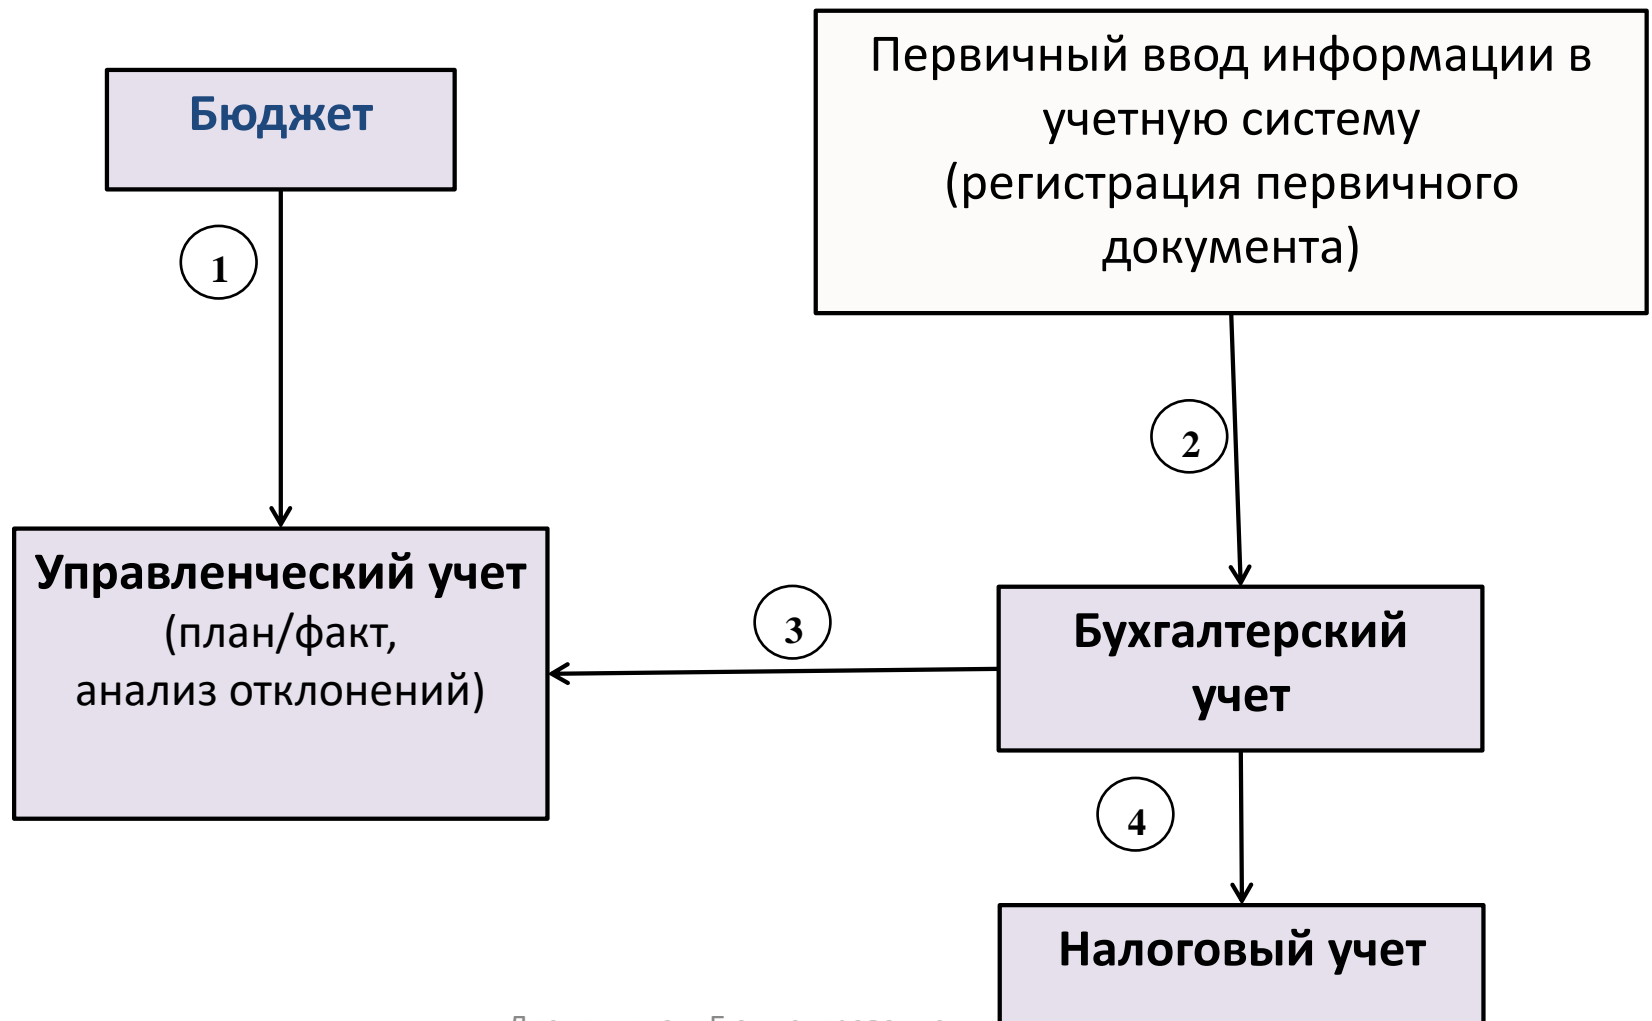 Бюджет
Первичный ввод информации в
учетную систему
(регистрация первичного
документа)
1
2
Управленческий учет
(план/факт,
анализ отклонений)
3
Бухгалтерский
учет
4
Налоговый учет